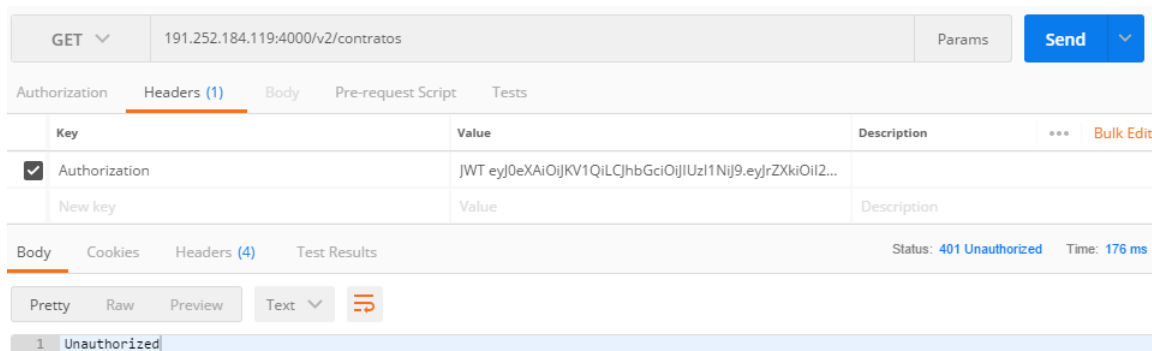 GET 191.252.184.119:4000/v2/contratos Params Send
Authorization Headers (1) Body Pre-request Script Tests
Key Value Description ••• Bulk Edit
Authorization JWT eyJ0eXAiOiJKV1QiLCJhbGciOiJIUzI1NiJ9.eyJrZXkiOiI2...
New key Value Description
Body Cookies Headers (4) Test Results Status: 401 Unauthorized Time: 176 ms
Pretty Raw Preview Text
1 Unauthorized